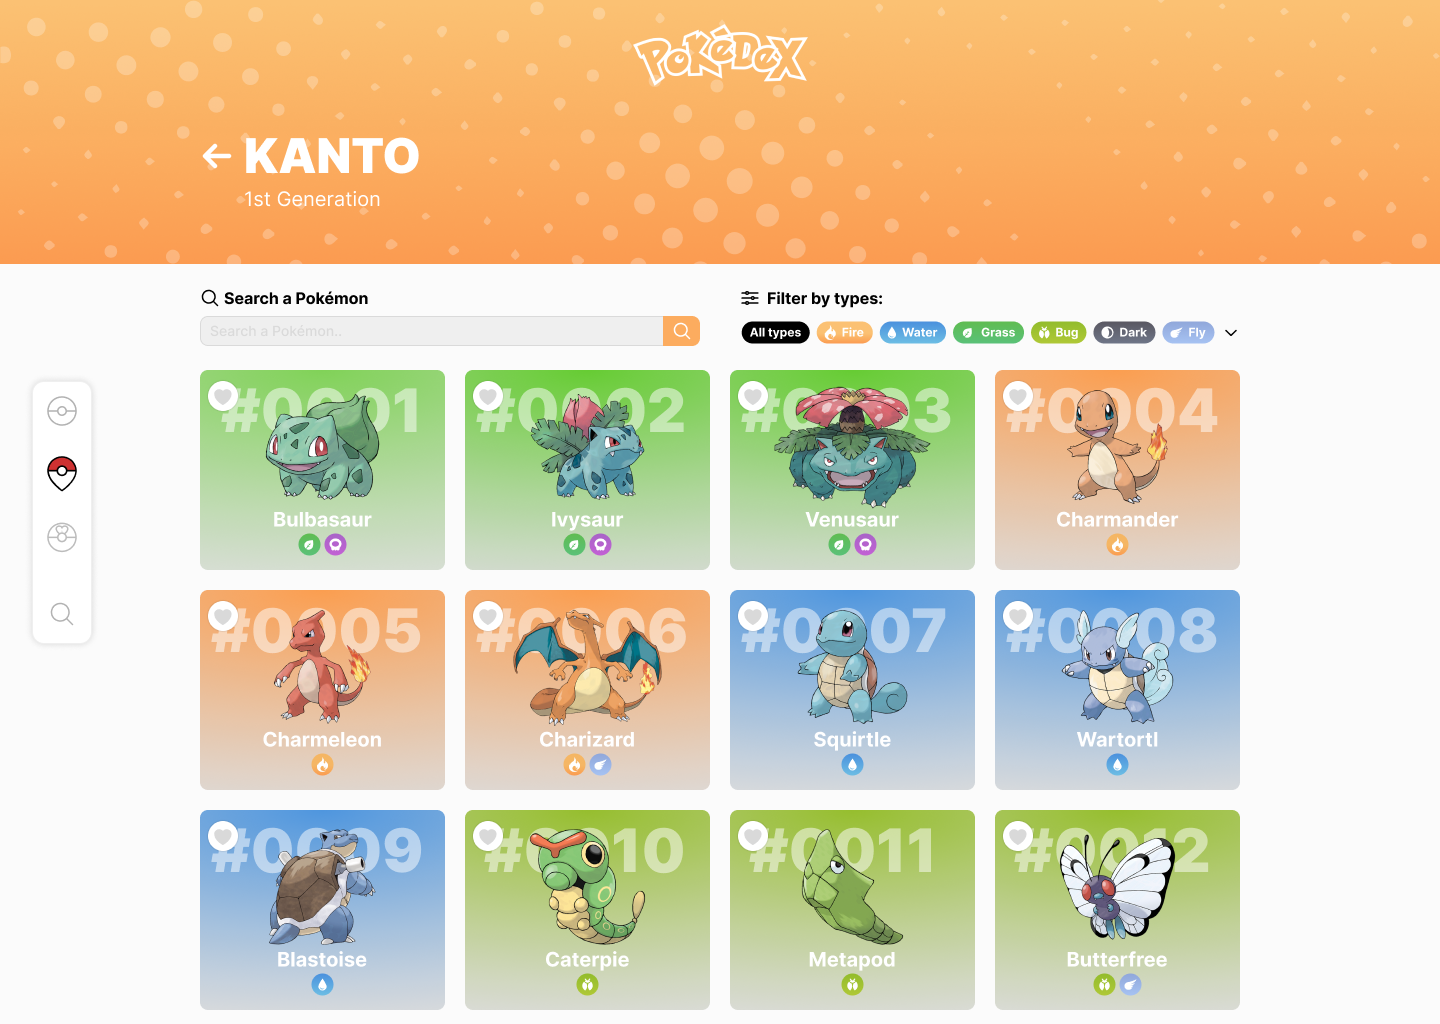 PoKéDeX
KANTO
1st Generation
Search a Pokémon
Search a Pokémon..
Filter by types:
All types Fire Water Grass Bug Dark Fly
#0001
Bulbasaur
#0002
Ivysaur
#0003
Venusaur
#0004
Charmander
#0005
Charmeleon
#0006
Charizard
#0007
Squirtle
#0008
Wartortl
#0009
Blastoise
#0010
Caterpie
#0011
Metapod
#0012
Butterfree